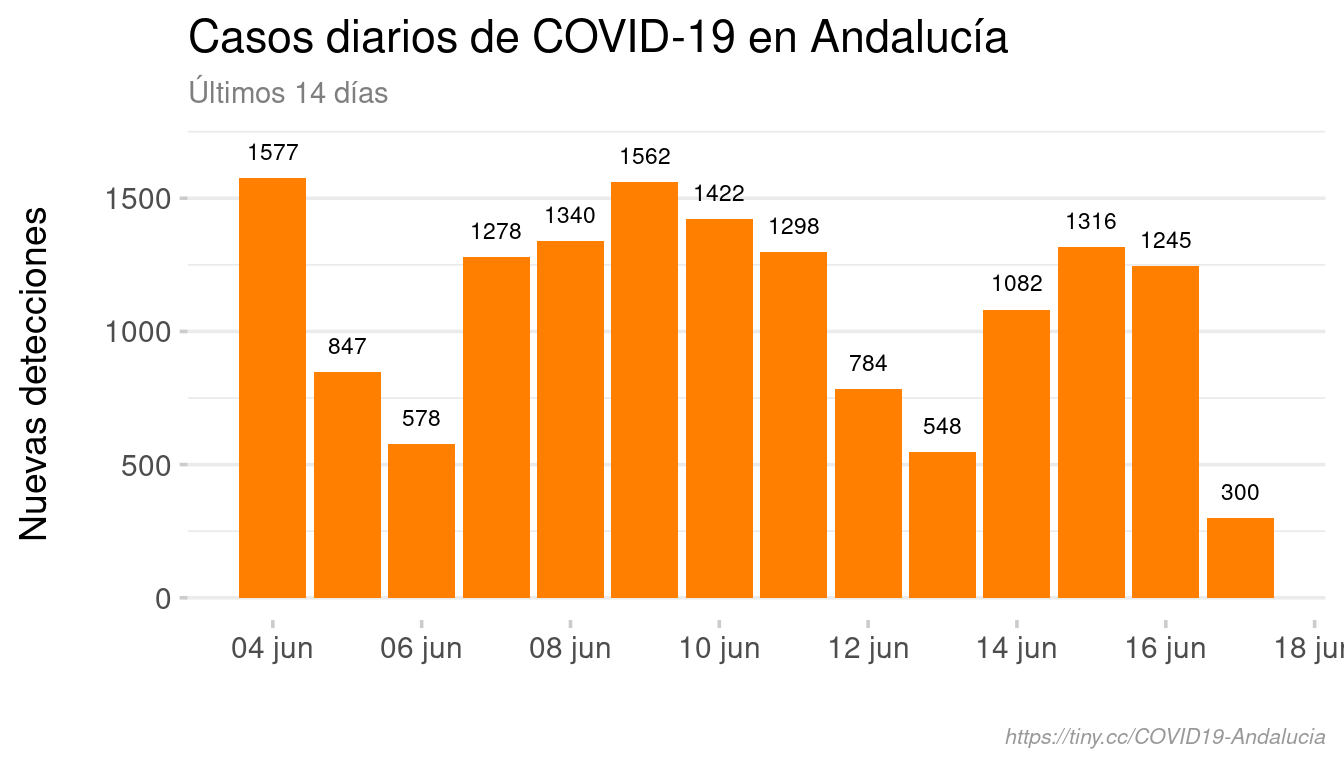 Casos diarios de COVID-19 en Andalucía
Últimos 14 días
Nuevas detecciones
1500
1000
500
0
1577
847
578
1278
1340
1562
1422
1298
784
548
1082
1316
1245
300
04 jun
06 jun
08 jun
10 jun
12 jun
14 jun
16 jun
18 jun
https://tiny.cc/COVID19-Andalucia